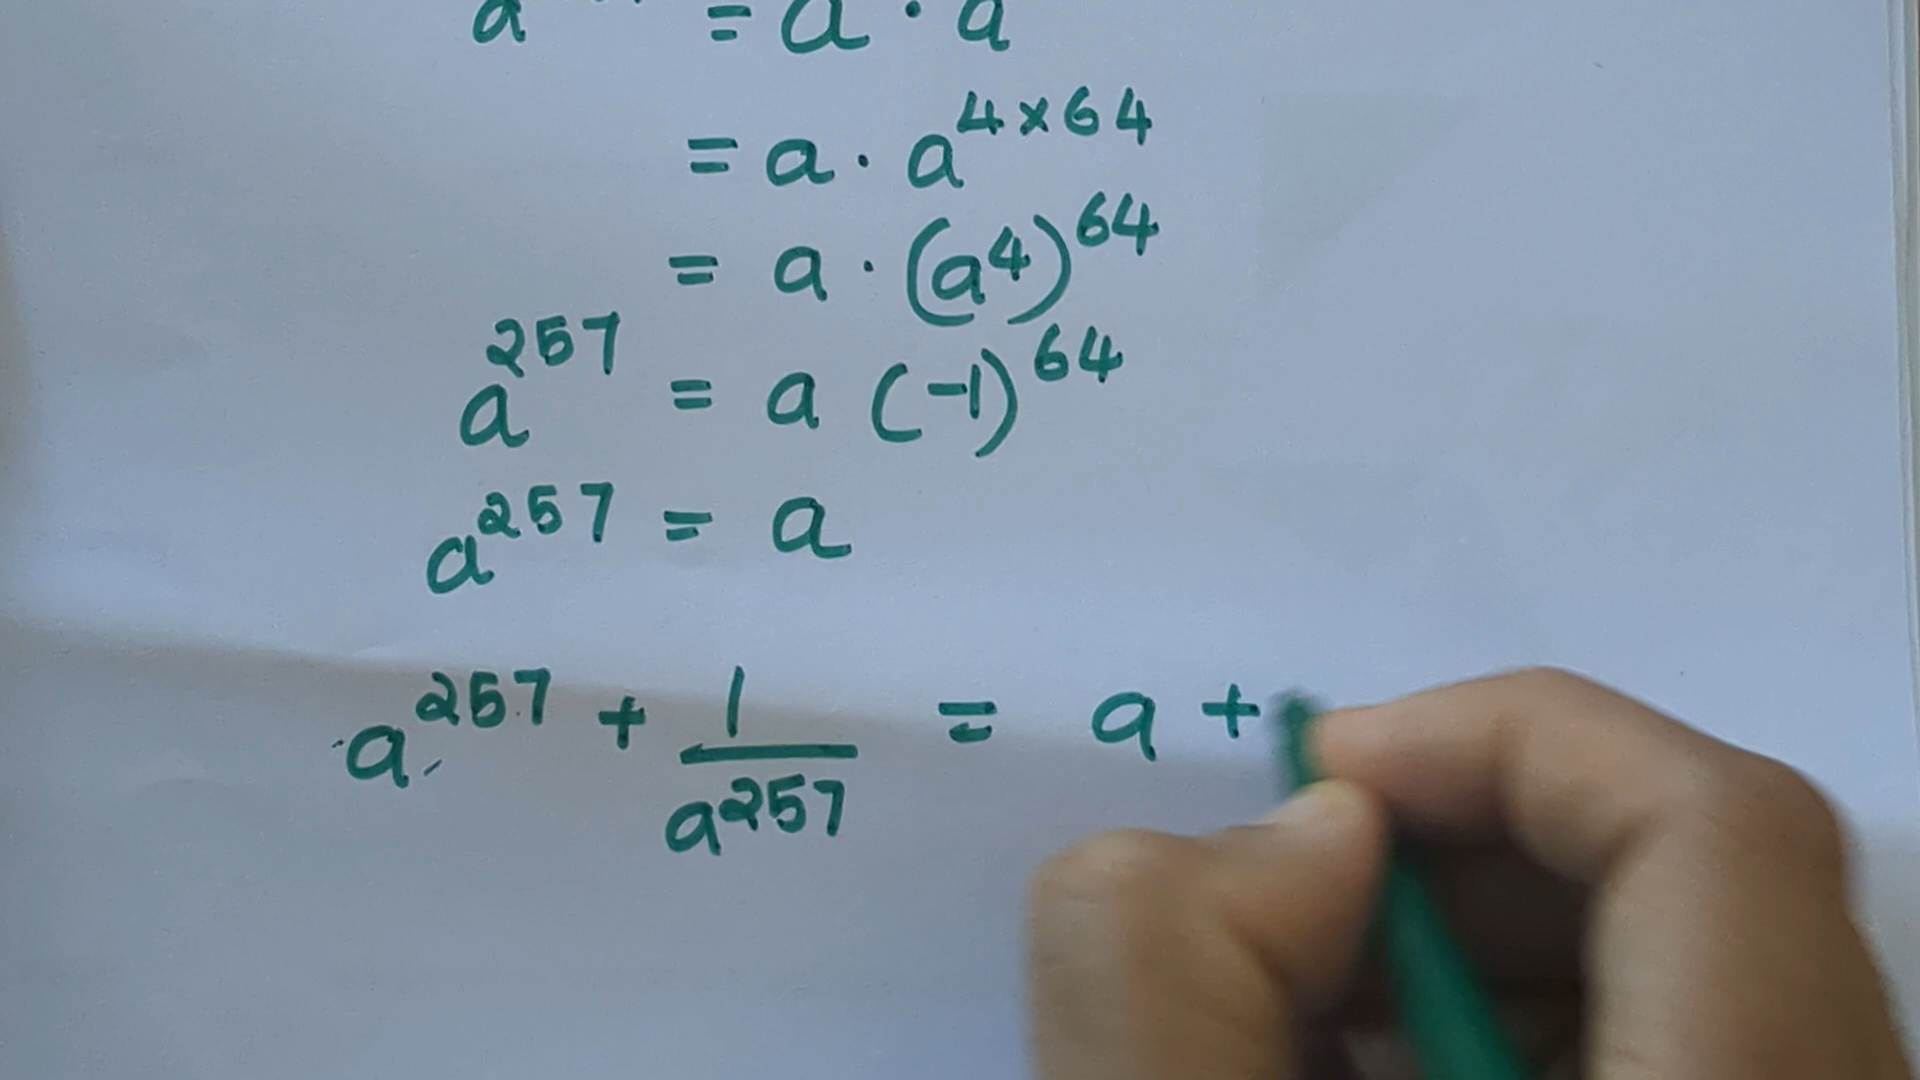 a = a · a
= a · a^4×64
= a · (a^4)^64
a^257 = a (-1)^64
a^257 = a
a^257 + 1/a^257 = a +